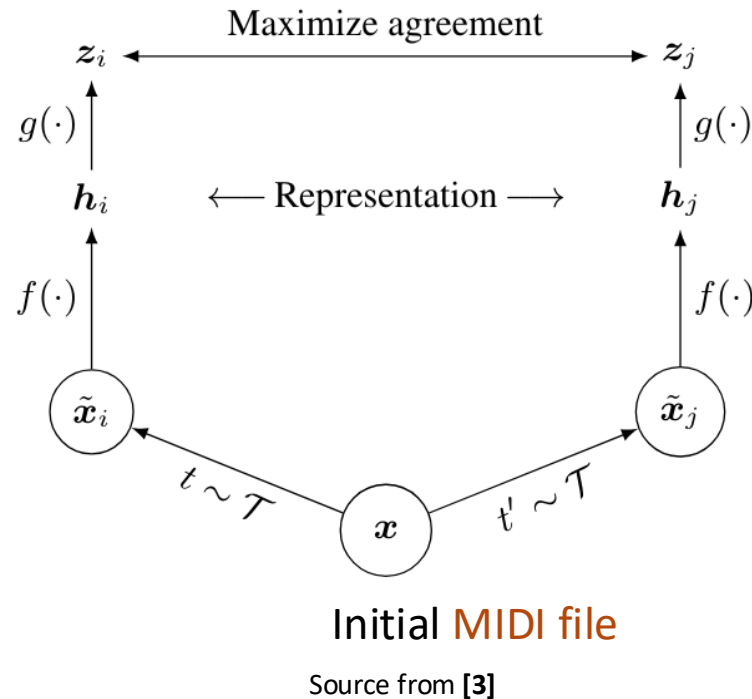 Maximize agreement
z_i z_j
g(·) g(·)
h_i ⟵ Representation ⟶ h_j
f(·) f(·)
x̃_i x̃_j
t ∼ 𝒯 t′ ∼ 𝒯
x
Initial MIDI file
Source from [3]